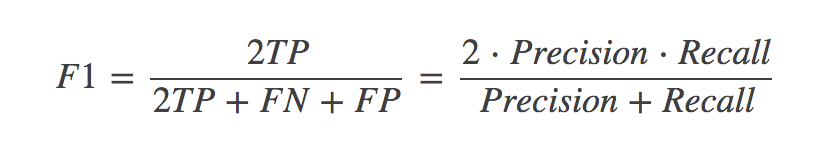 F1 = 2TP / 2TP + FN + FP = 2 · Precision · Recall / Precision + Recall